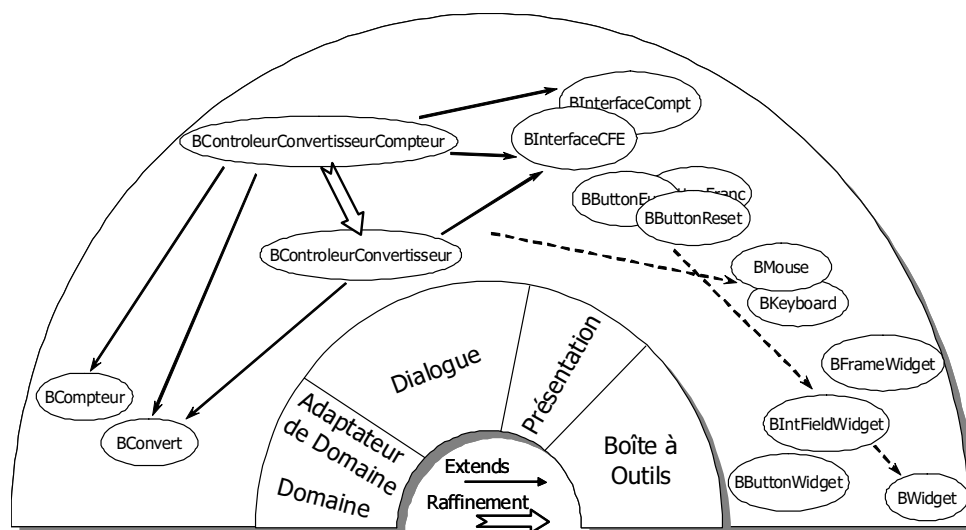 BInterfaceCompt
BControleurConvertisseurCompteur
BInterfaceCFE
BButtonReset
BControleurConvertisseur
BMouse
BKeyboard
BFrameWidget
Dialogue
Présentation
BCompteur
BIntFieldWidget
BConvert
Adaptateur
de Domaine
Boîte à
Outils
Extends
BButtonWidget
Domaine
Raffinement
BWidget